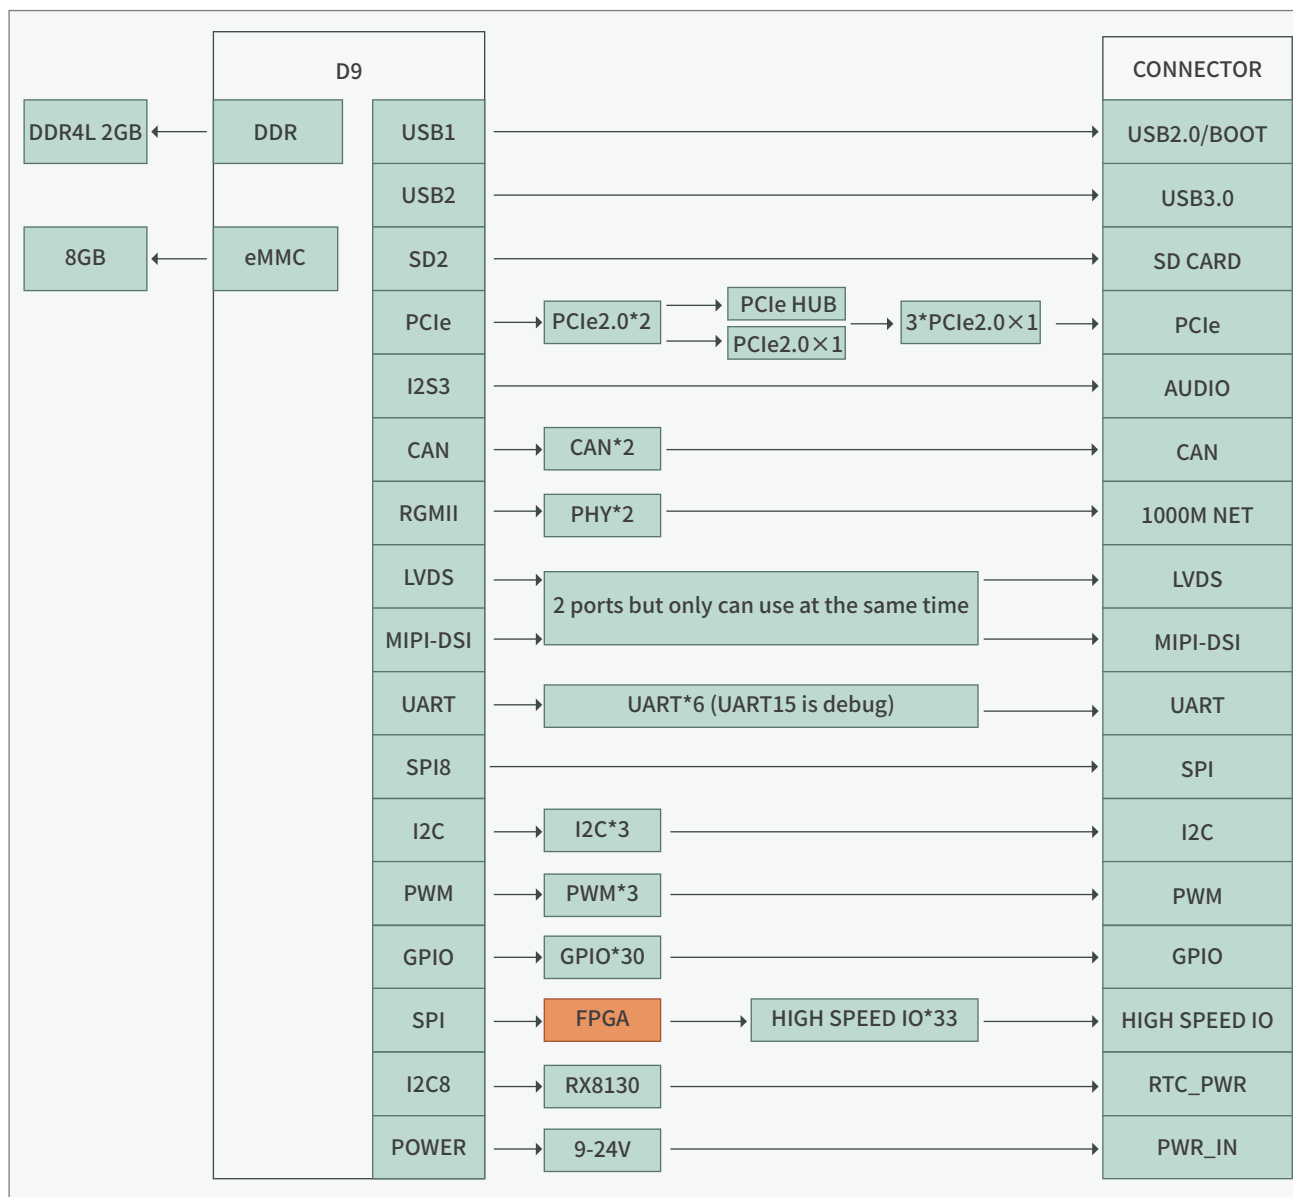 D9
CONNECTOR
DDR4L 2GB
DDR
USB1
USB2.0/BOOT
USB2
USB3.0
8GB
eMMC
SD2
SD CARD
PCIe
PCIe2.0*2
PCIe HUB
PCIe2.0×1
3*PCIe2.0×1
PCIe
I2S3
AUDIO
CAN
CAN*2
CAN
RGMII
PHY*2
1000M NET
LVDS
2 ports but only can use at the same time
LVDS
MIPI-DSI
MIPI-DSI
UART
UART*6 (UART15 is debug)
UART
SPI8
SPI
I2C
I2C*3
I2C
PWM
PWM*3
PWM
GPIO
GPIO*30
GPIO
SPI
FPGA
HIGH SPEED IO*33
HIGH SPEED IO
I2C8
RX8130
RTC_PWR
POWER
9-24V
PWR_IN